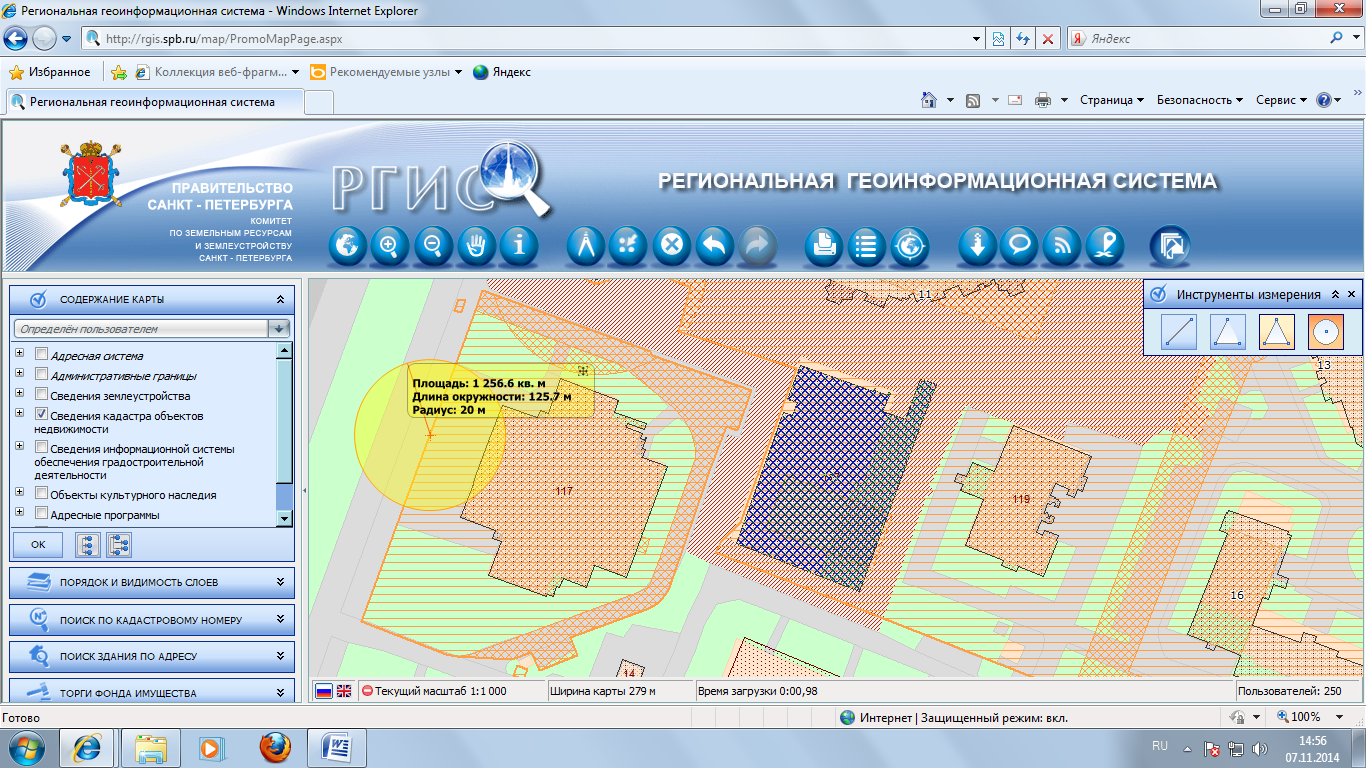 Региональная геоинформационная система - Windows Internet Explorer
http://rgis.spb.ru/map/PromoMapPage.aspx
Яндекс
Избранное
Коллекция веб-фрагм...
Рекомендуемые узлы
Яндекс
Региональная геоинформационная система
Страница
Безопасность
Сервис
ПРАВИТЕЛЬСТВО
САНКТ - ПЕТЕРБУРГА
КОМИТЕТ
ПО ЗЕМЕЛЬНЫМ РЕСУРСАМ
И ЗЕМЛЕУСТРОЙСТВУ
САНКТ - ПЕТЕРБУРГА
РГИС
РЕГИОНАЛЬНАЯ ГЕОИНФОРМАЦИОННАЯ СИСТЕМА
СОДЕРЖАНИЕ КАРТЫ
Определён пользователем
Адресная система
Административные границы
Сведения землеустройства
Сведения кадастра объектов
недвижимости
Сведения информационной системы
обеспечения градостроительной
деятельности
Объекты культурного наследия
Адресные программы
ОК
ПОРЯДОК И ВИДИМОСТЬ СЛОЕВ
ПОИСК ПО КАДАСТРОВОМУ НОМЕРУ
ПОИСК ЗДАНИЯ ПО АДРЕСУ
ТОРГИ ФОНДА ИМУЩЕСТВА
Инструменты измерения
11
13
Площадь: 1 256.6 кв. м
Длина окружности: 125.7 м
Радиус: 20 м
117
119
16
14
Текущий масштаб 1:1 000
Ширина карты 279 м
Время загрузки 0:00,98
Пользователей: 250
Готово
Интернет | Защищенный режим: вкл.
100%
RU
14:56
07.11.2014